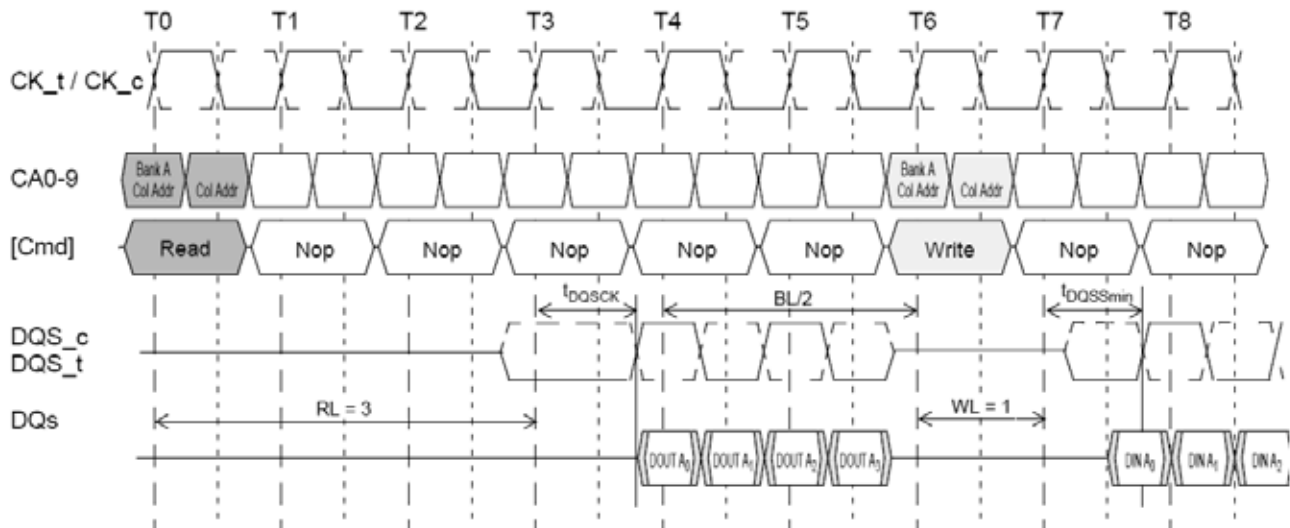 T0 T1 T2 T3 T4 T5 T6 T7 T8
CK_t / CK_c
CA0-9 Bank A Col Addr Col Addr Bank A Col Addr Col Addr
[Cmd] Read Nop Nop Nop Nop Nop Write Nop Nop
tDQSCK BL/2 tDQSSmin
DQS_c
DQS_t
RL = 3 WL = 1
DQs
DOUT A0 DOUT A1 DOUT A2 DOUT A3 DIN A0 DIN A1 DIN A2